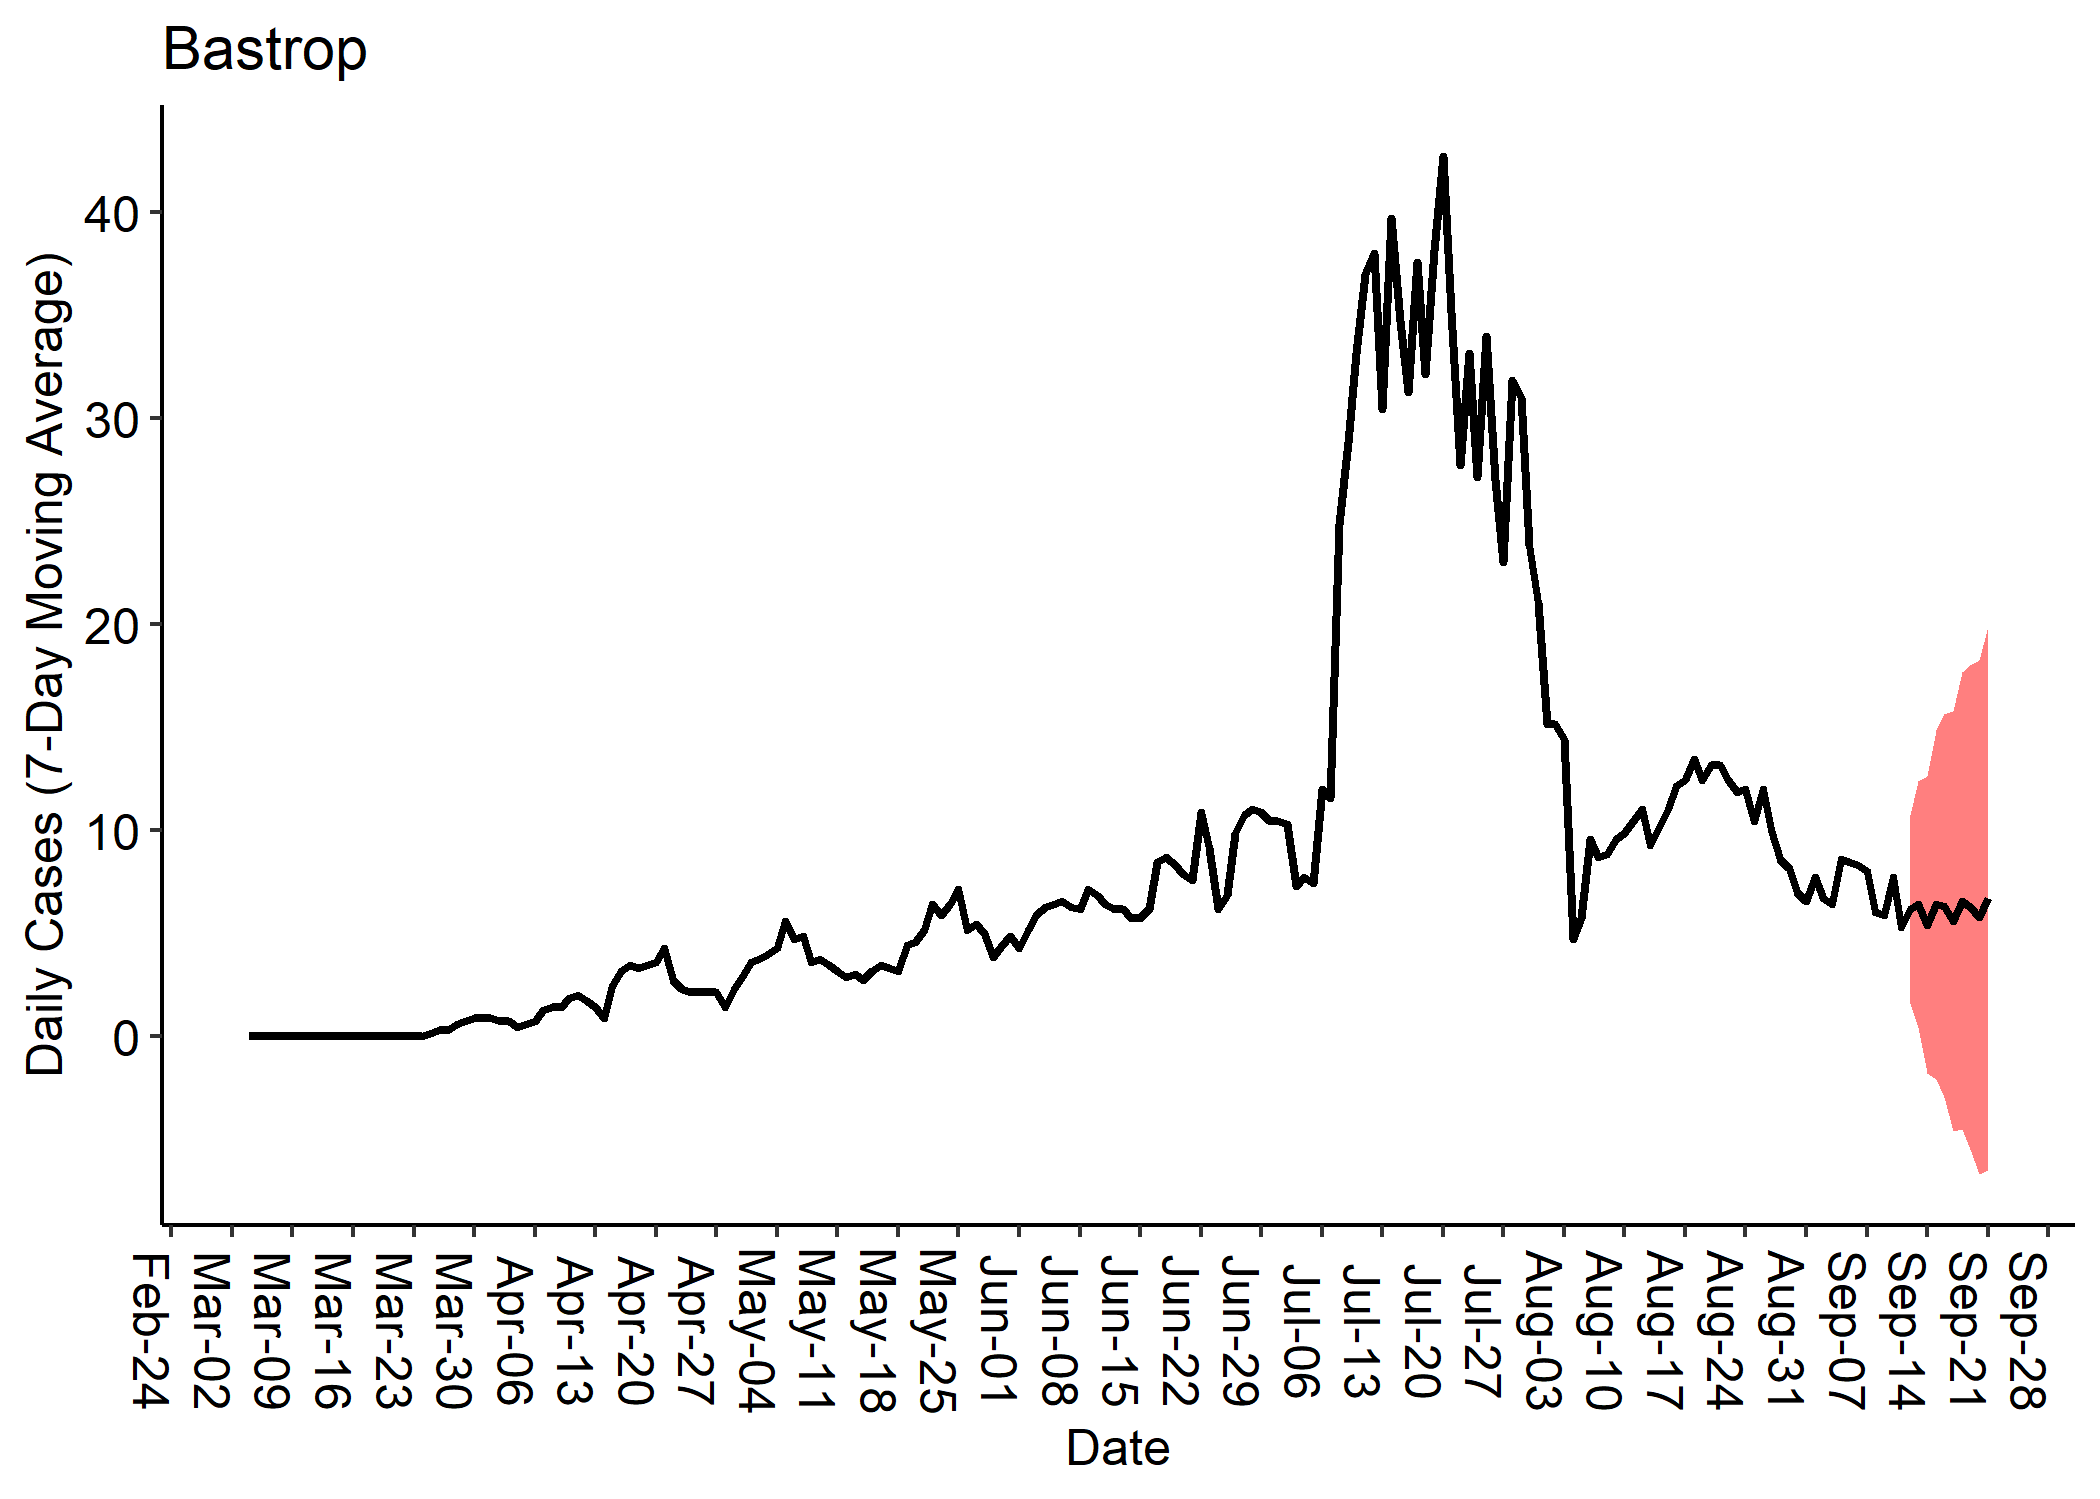 Bastrop
Daily Cases (7-Day Moving Average)
40
30
20
10
0
Feb-24
Mar-02
Mar-09
Mar-16
Mar-23
Mar-30
Apr-06
Apr-13
Apr-20
Apr-27
May-04
May-11
May-18
May-25
Jun-01
Jun-08
Jun-15
Jun-22
Jun-29
Jul-06
Jul-13
Jul-20
Jul-27
Aug-03
Aug-10
Aug-17
Aug-24
Aug-31
Sep-07
Sep-14
Sep-21
Sep-28
Date